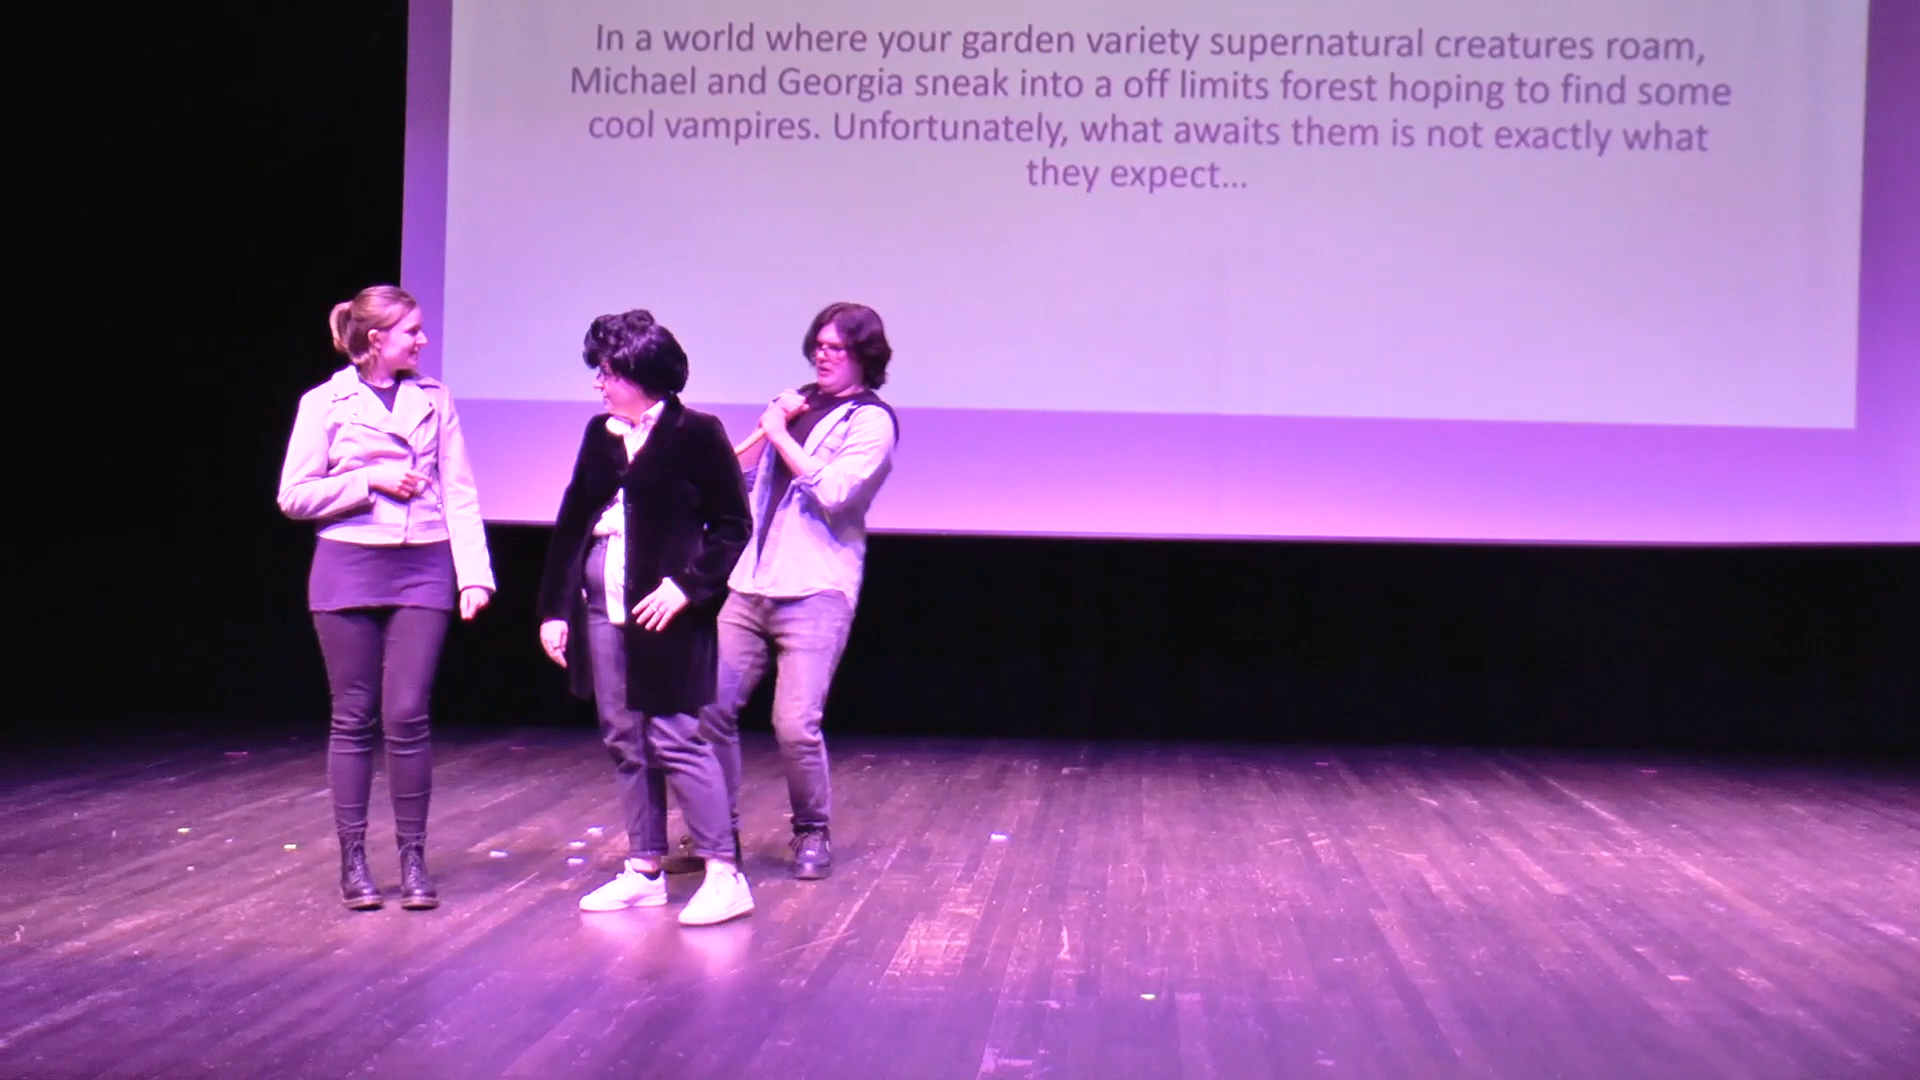 In a world where your garden variety supernatural creatures roam,
Michael and Georgia sneak into a off limits forest hoping to find some
cool vampires. Unfortunately, what awaits them is not exactly what
they expect...